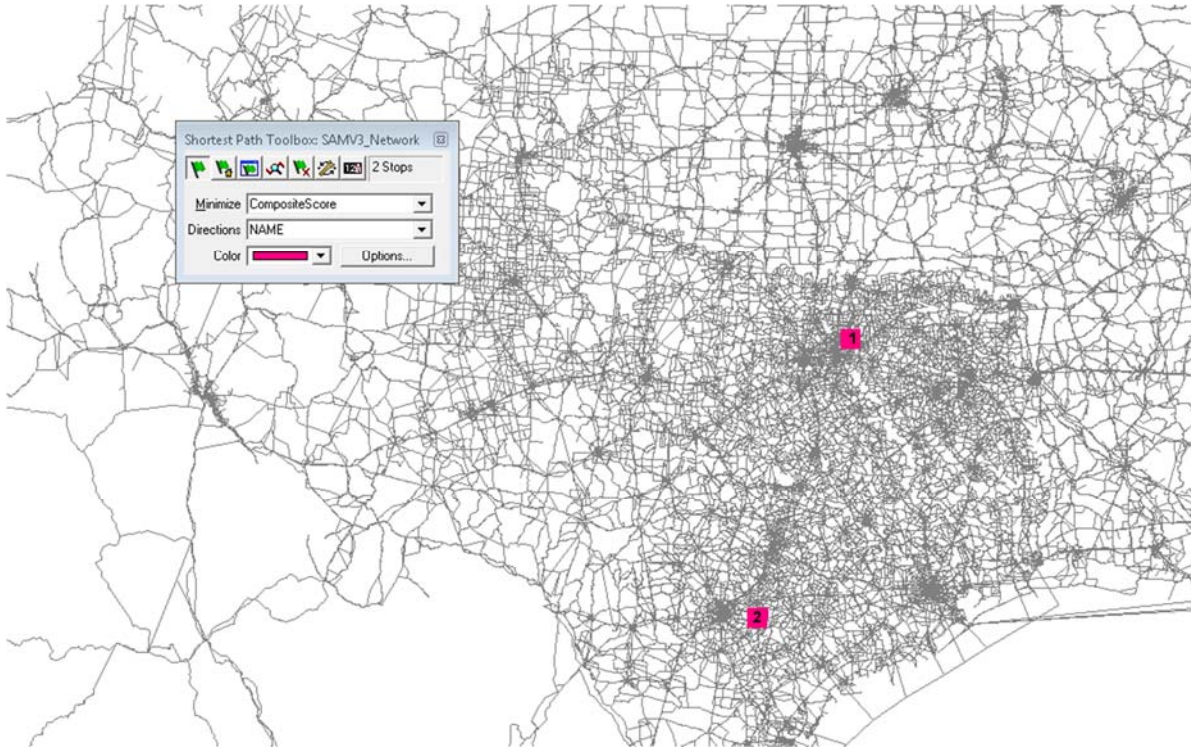 Shortest Path Toolbox: SAMV3_Network
2 Stops
Minimize CompositeScore
Directions NAME
Color Options...
1
2